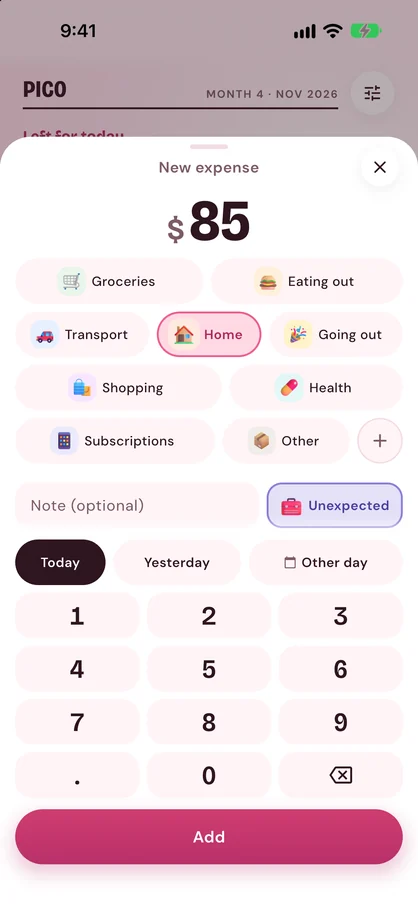 9:41
PICO
MONTH 4 · NOV 2026
Left for today
New expense
$85
Groceries
Eating out
Transport
Home
Going out
Shopping
Health
Subscriptions
Other
+
Note (optional)
Unexpected
Today
Yesterday
Other day
1 2 3
4 5 6
7 8 9
. 0
Add